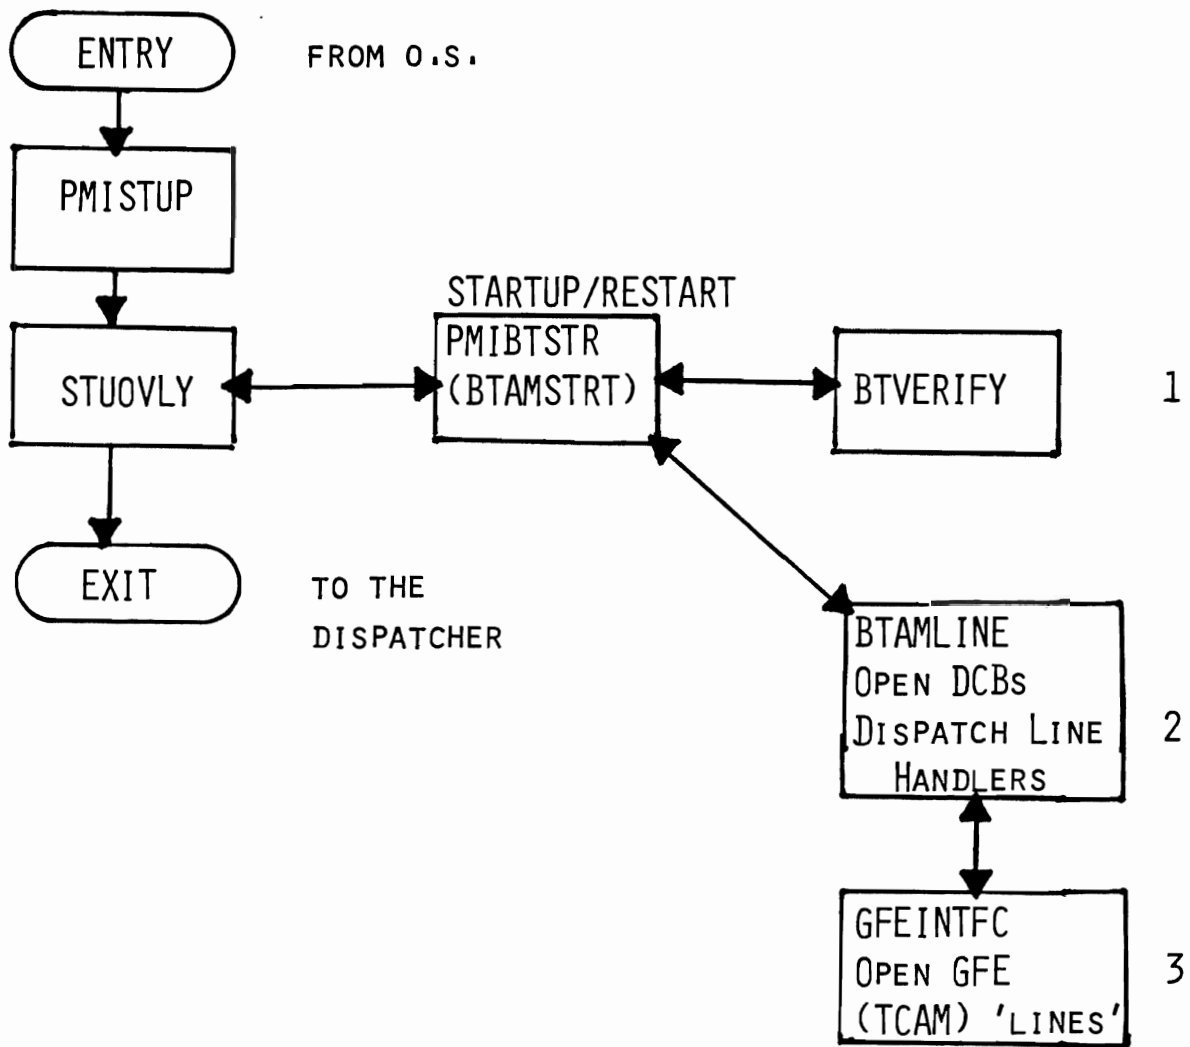 ENTRY
FROM O.S.
PMISTUP
STARTUP/RESTART
STUOVLY
PMIBTSTR
(BTAMSTRT)
BTVERIFY
1
EXIT
TO THE
DISPATCHER
BTAMLINE
OPEN DCBs
DISPATCH LINE
HANDLERS
2
GFEINTFC
OPEN GFE
(TCAM) 'LINES'
3